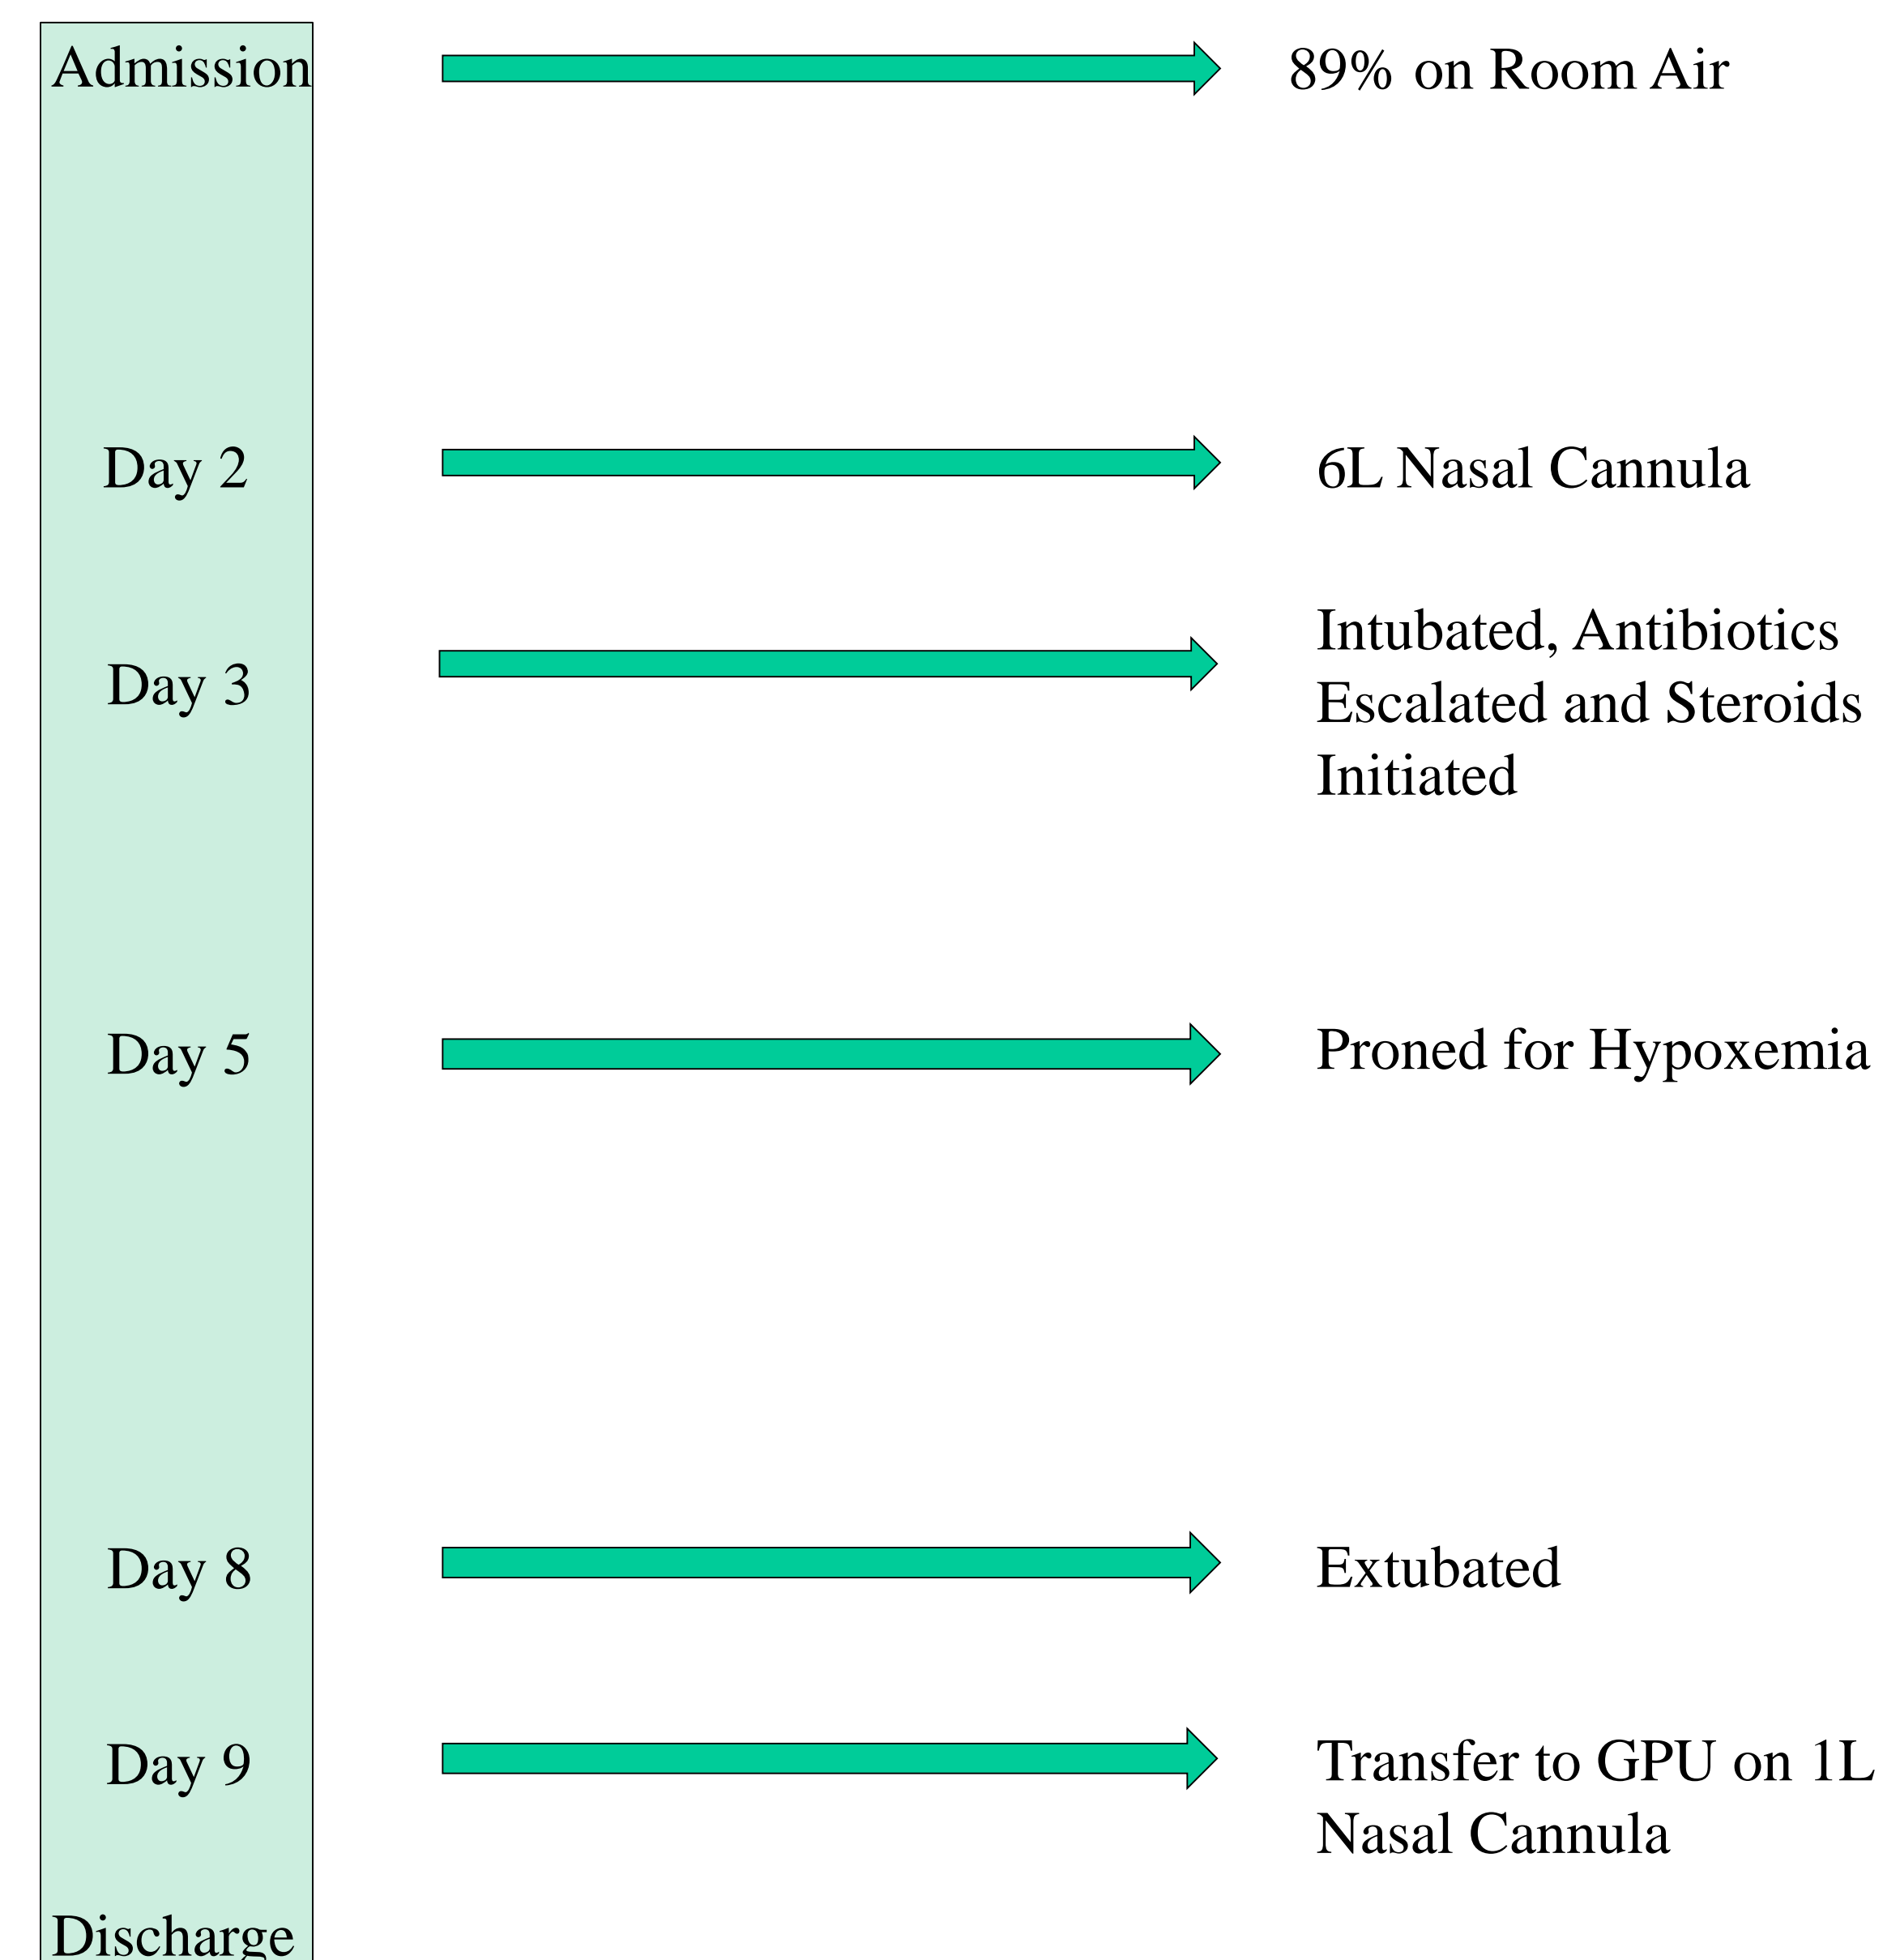 Admission
89% on Room Air
Day 2
6L Nasal Cannula
Day 3
Intubated, Antibiotics
Escalated and Steroids
Initiated
Day 5
Proned for Hypoxemia
Day 8
Extubated
Day 9
Transfer to GPU on 1L
Nasal Cannula
Discharge